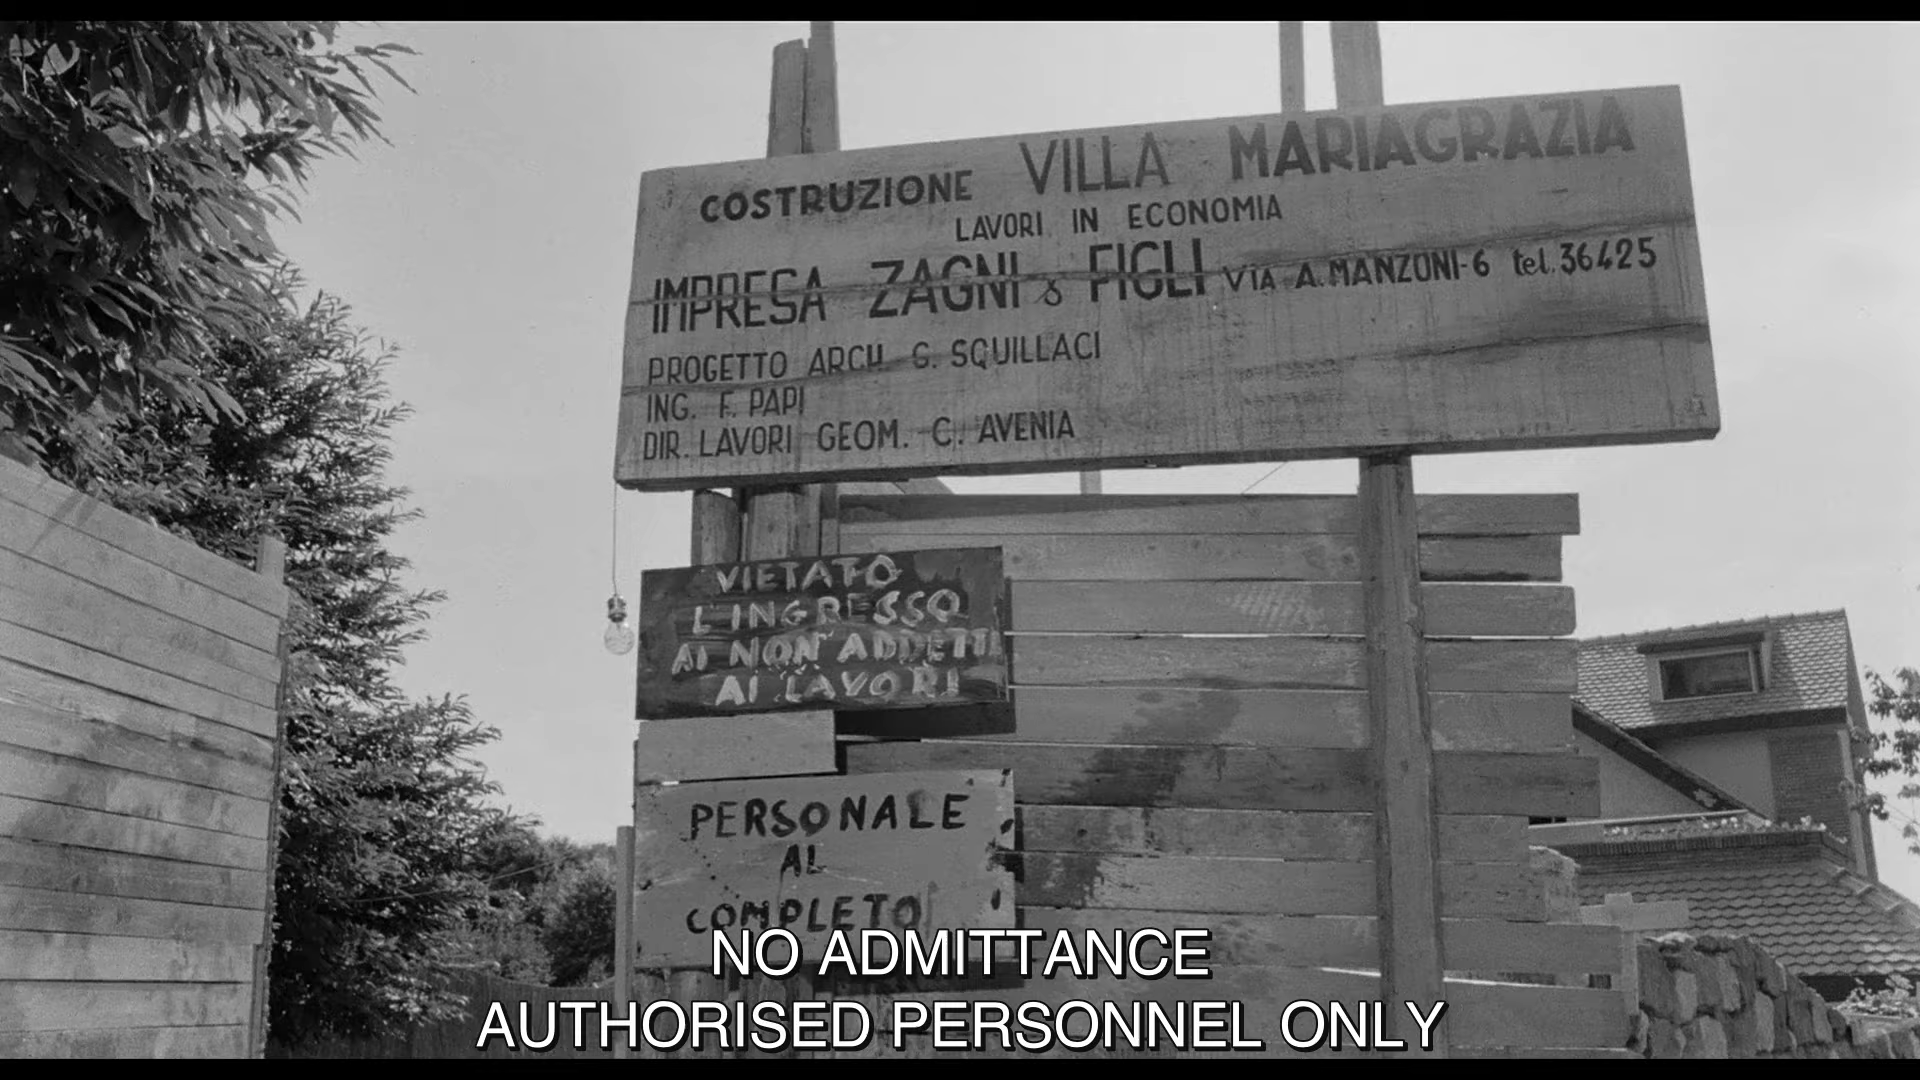 COSTRUZIONE VILLA MARIAGRAZIA
LAVORI IN ECONOMIA
IMPRESA ZAGNI & FIGLI VIA A. MANZONI-6 tel. 36425
PROGETTO ARCH. G. SQUILLACI
ING. F. PAPI
DIR. LAVORI GEOM. C. AVENIA
VIETATO
L'INGRESSO
AI NON ADDETTI
AI LAVORI
PERSONALE
AL
COMPLETO
NO ADMITTANCE
AUTHORISED PERSONNEL ONLY